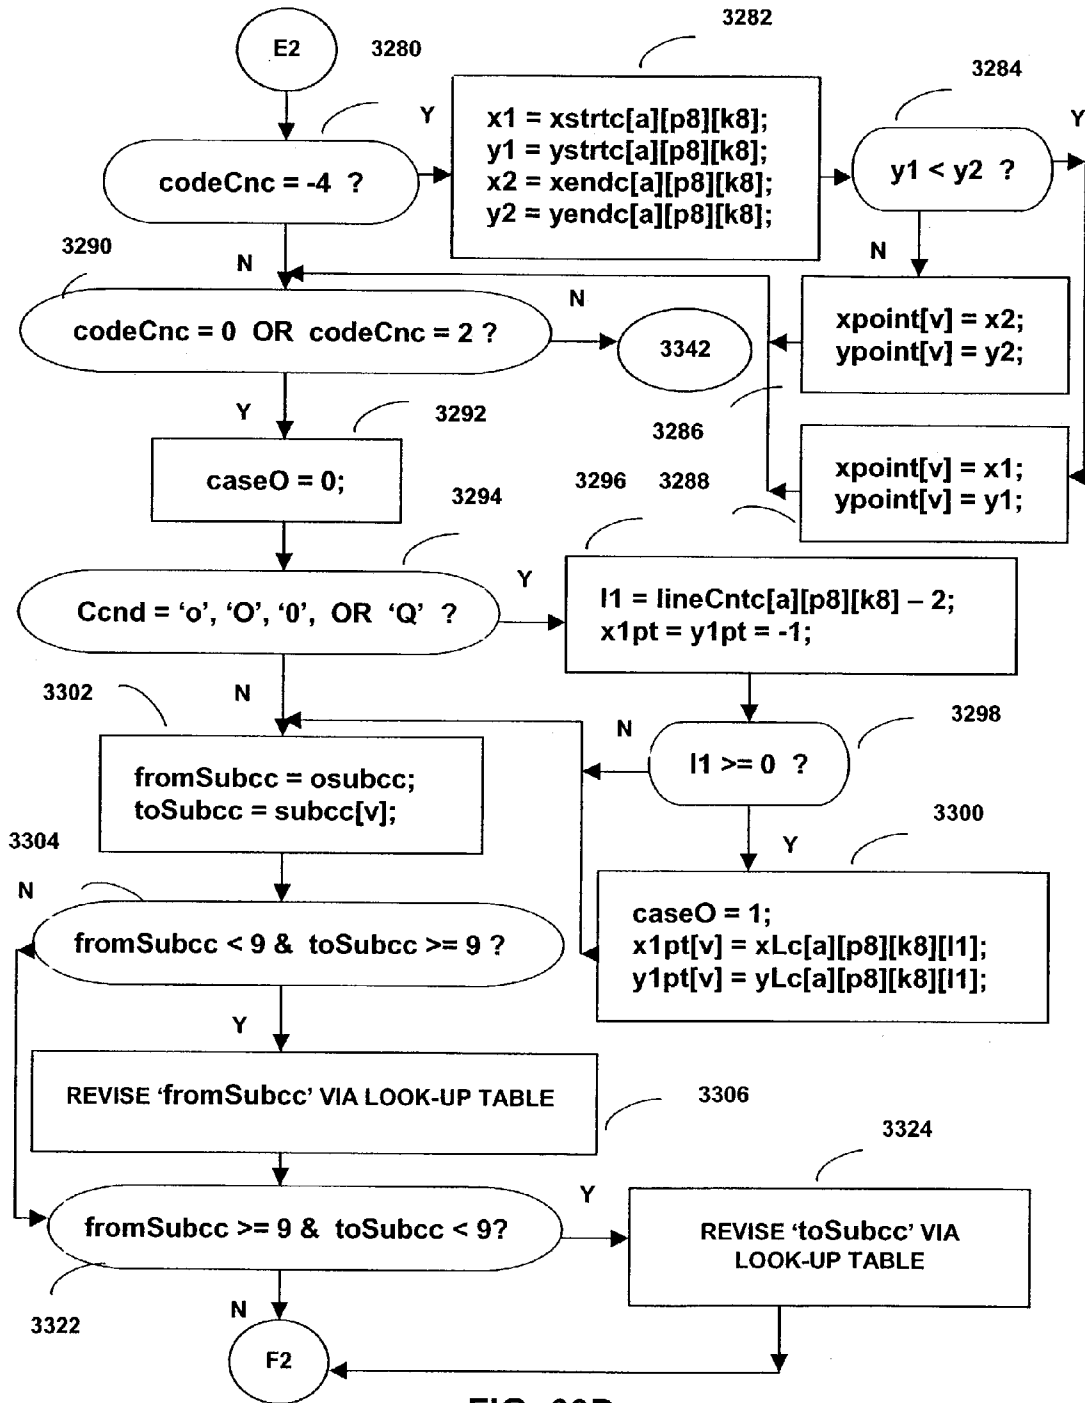 E2
3280
3282
3284
Y
Y
x1 = xstrtc[a][p8][k8];
y1 = ystrtc[a][p8][k8];
x2 = xendc[a][p8][k8];
y2 = yendc[a][p8][k8];
codeCnc = -4 ?
y1 < y2 ?
3290
N
N
codeCnc = 0 OR codeCnc = 2 ?
N
3342
xpoint[v] = x2;
ypoint[v] = y2;
Y
3292
3286
caseO = 0;
3294
3296
3288
xpoint[v] = x1;
ypoint[v] = y1;
Ccnd = ‘o’, ‘O’, ‘0’, OR ‘Q’ ?
Y
l1 = lineCntc[a][p8][k8] – 2;
x1pt = y1pt = -1;
3302
N
N
3298
l1 >= 0 ?
fromSubcc = osubcc;
toSubcc = subcc[v];
3304
Y
3300
N
fromSubcc < 9 & toSubcc >= 9 ?
caseO = 1;
x1pt[v] = xLc[a][p8][k8][l1];
y1pt[v] = yLc[a][p8][k8][l1];
Y
REVISE ‘fromSubcc’ VIA LOOK-UP TABLE
3306
3324
Y
fromSubcc >= 9 & toSubcc < 9?
REVISE ‘toSubcc’ VIA
LOOK-UP TABLE
3322
N
F2